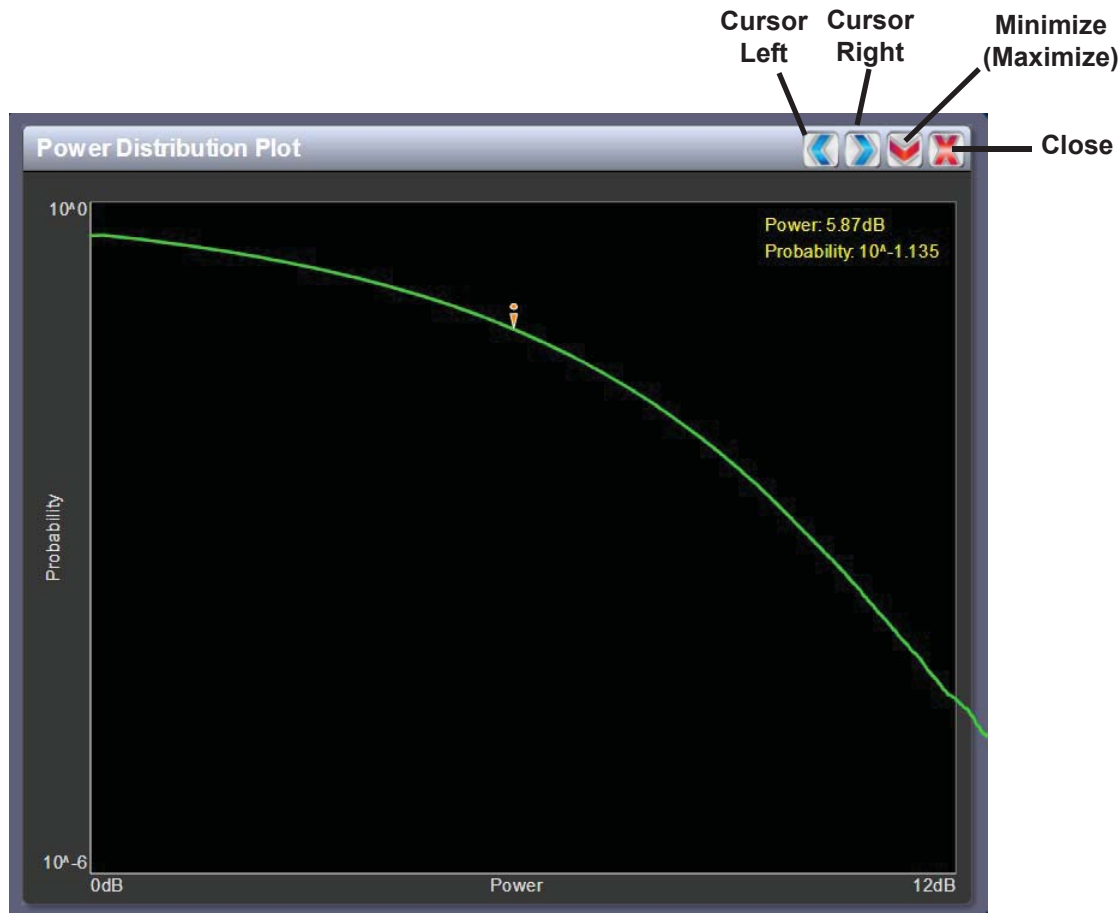 Cursor Left
Cursor Right
Minimize (Maximize)
Close
Power Distribution Plot
10^0
Power: 5.87dB
Probability: 10^-1.135
Probability
10^-6
0dB
Power
12dB